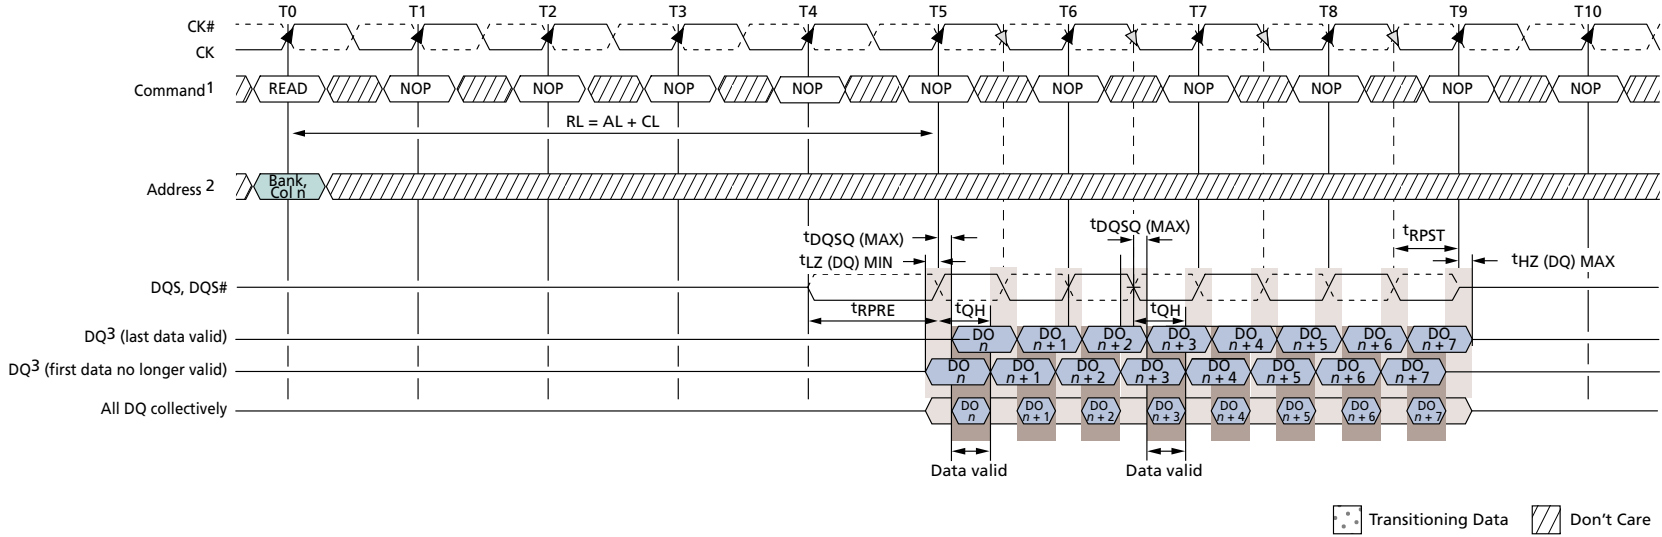 T0 T1 T2 T3 T4 T5 T6 T7 T8 T9 T10
CK#
CK
Command1 READ NOP NOP NOP NOP NOP NOP NOP NOP NOP NOP
RL = AL + CL
Address 2 Bank, Col n
tDQSQ (MAX) tDQSQ (MAX) tRPST
tLZ (DQ) MIN tHZ (DQ) MAX
DQS, DQS#
tRPRE tQH tQH
DQ3 (last data valid) DO n DO n + 1 DO n + 2 DO n + 3 DO n + 4 DO n + 5 DO n + 6 DO n + 7
DQ3 (first data no longer valid) DO n DO n + 1 DO n + 2 DO n + 3 DO n + 4 DO n + 5 DO n + 6 DO n + 7
All DQ collectively DO n DO n + 1 DO n + 2 DO n + 3 DO n + 4 DO n + 5 DO n + 6 DO n + 7
Data valid Data valid
Transitioning Data Don't Care